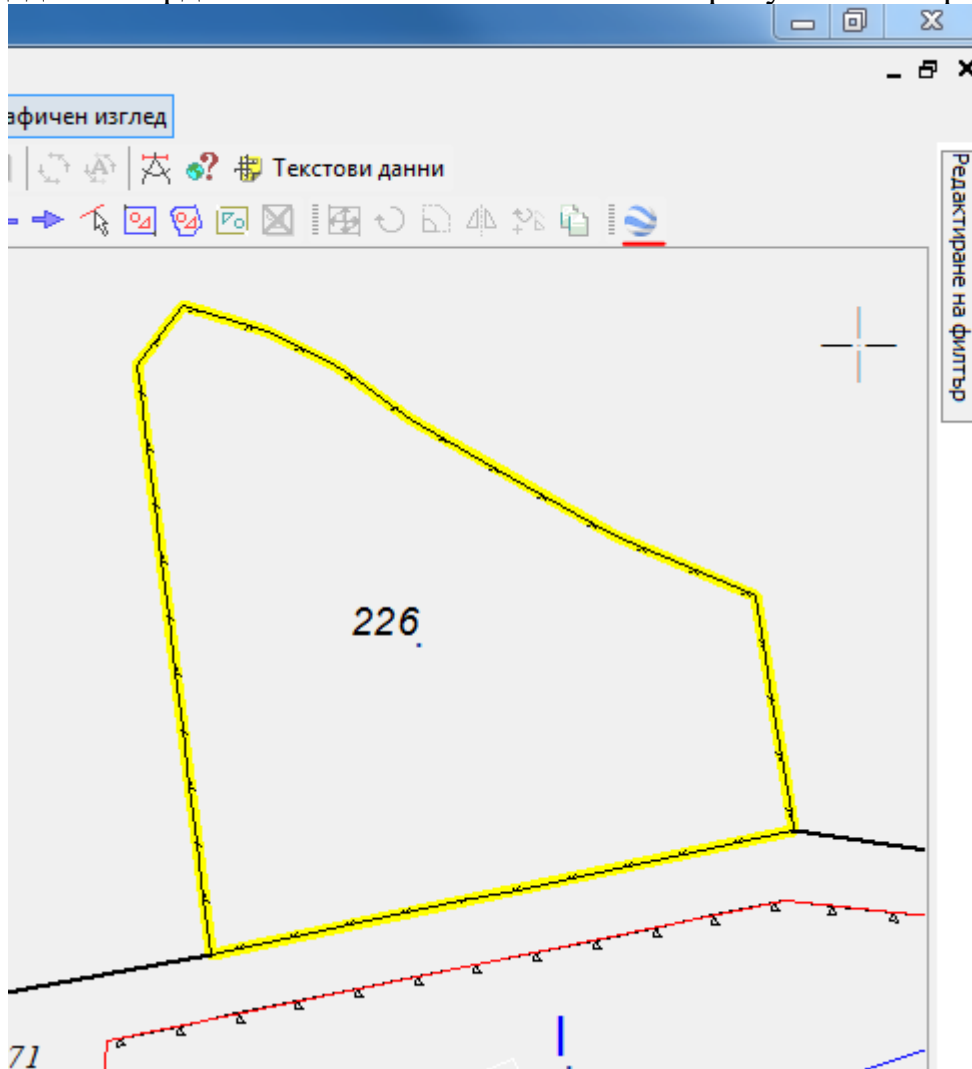 афичен изглед
Текстови данни
Редактиране на филтър
226
71